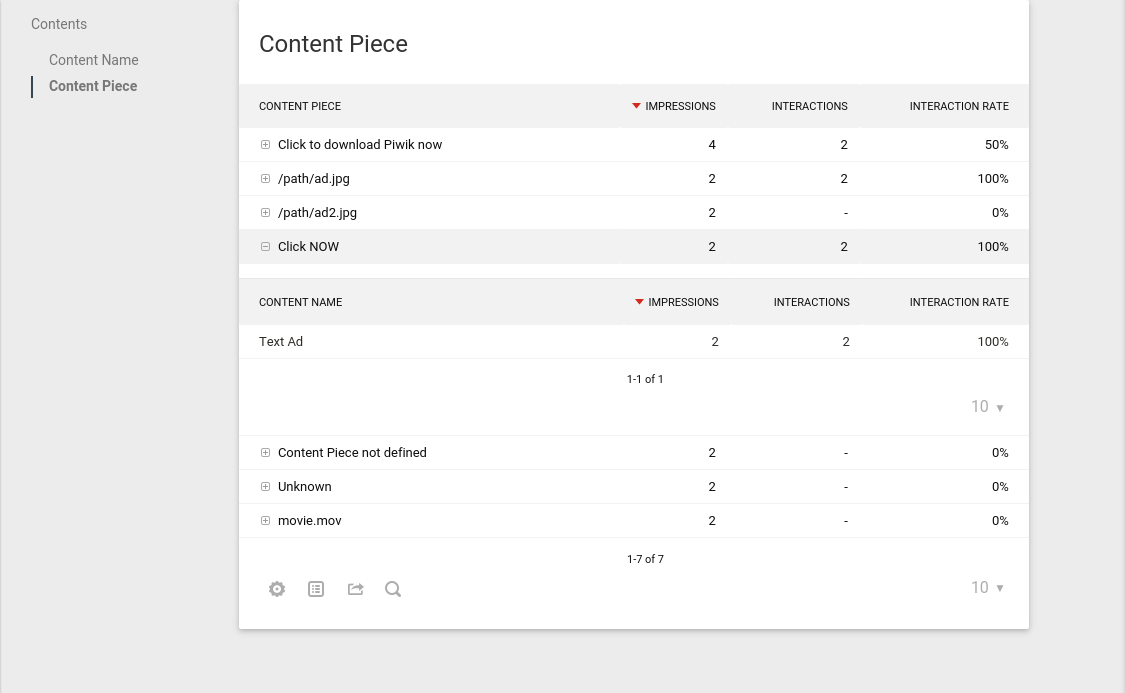 Contents
Content Name
Content Piece
Content Piece
CONTENT PIECE IMPRESSIONS INTERACTIONS INTERACTION RATE
Click to download Piwik now 4 2 50%
/path/ad.jpg 2 2 100%
/path/ad2.jpg 2 - 0%
Click NOW 2 2 100%
CONTENT NAME IMPRESSIONS INTERACTIONS INTERACTION RATE
Text Ad 2 2 100%
1-1 of 1
10
Content Piece not defined 2 - 0%
Unknown 2 - 0%
movie.mov 2 - 0%
1-7 of 7
10